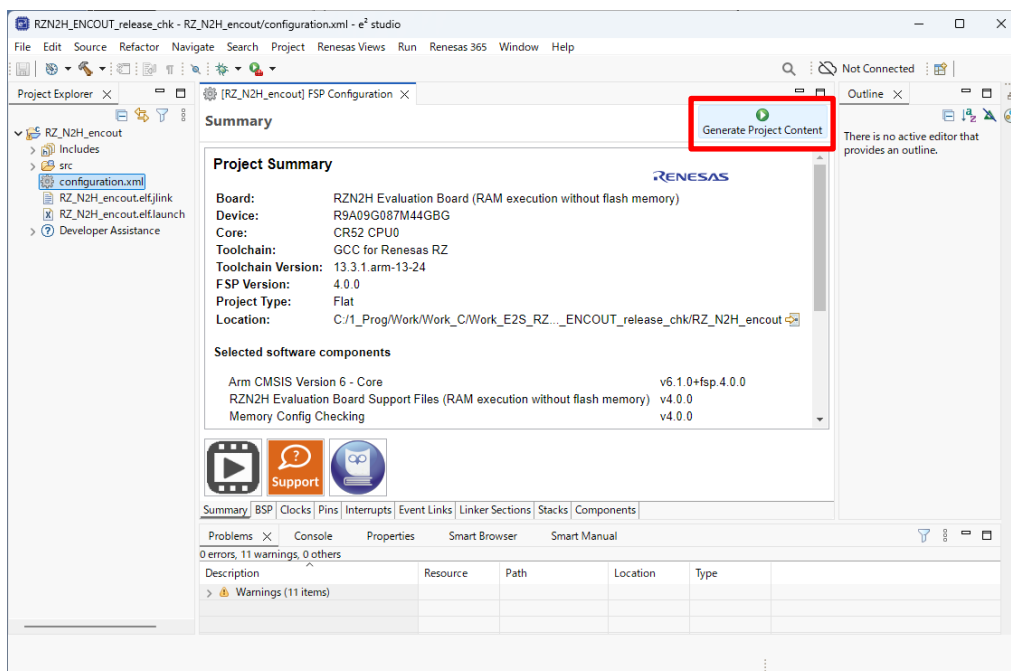 RZN2H_ENCOUT_release_chk - RZ_N2H_encout/configuration.xml - e² studio
File Edit Source Refactor Navigate Search Project Renesas Views Run Renesas 365 Window Help
Not Connected
Project Explorer
[RZ_N2H_encout] FSP Configuration
Outline
Summary
Generate Project Content
There is no active editor that
provides an outline.
RZ_N2H_encout
Includes
src
configuration.xml
RZ_N2H_encout.elf.jlink
RZ_N2H_encout.elf.launch
Developer Assistance
Project Summary
RENESAS
Board: RZN2H Evaluation Board (RAM execution without flash memory)
Device: R9A09G087M44GBG
Core: CR52 CPU0
Toolchain: GCC for Renesas RZ
Toolchain Version: 13.3.1.arm-13-24
FSP Version: 4.0.0
Project Type: Flat
Location: C:/1_Prog/Work/Work_C/Work_E2S_RZ..._ENCOUT_release_chk/RZ_N2H_encout
Selected software components
Arm CMSIS Version 6 - Core v6.1.0+fsp.4.0.0
RZN2H Evaluation Board Support Files (RAM execution without flash memory) v4.0.0
Memory Config Checking v4.0.0
Support
Summary BSP Clocks Pins Interrupts Event Links Linker Sections Stacks Components
Problems Console Properties Smart Browser Smart Manual
0 errors, 11 warnings, 0 others
Description Resource Path Location Type
Warnings (11 items)